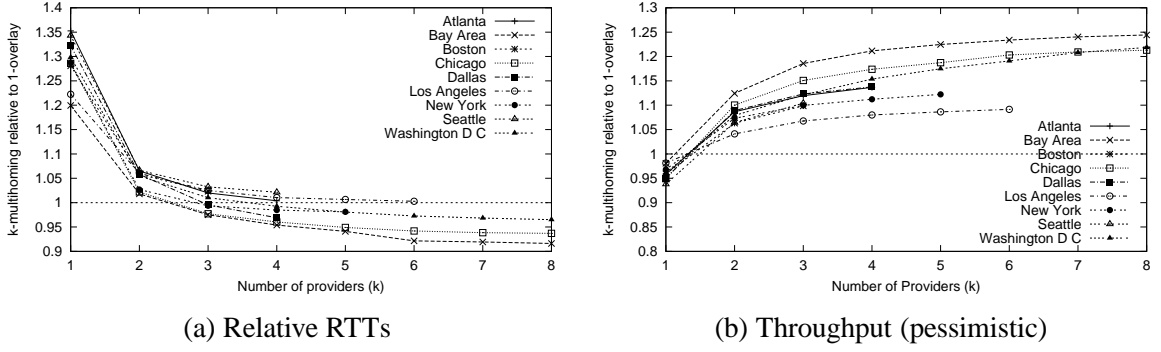 k-multihoming relative to 1-overlay
1.4
1.35
1.3
1.25
1.2
1.15
1.1
1.05
1
0.95
0.9
Atlanta
Bay Area
Boston
Chicago
Dallas
Los Angeles
New York
Seattle
Washington D C
1 2 3 4 5 6 7 8
Number of providers (k)
(a) Relative RTTs
k-multihoming relative to 1-overlay
1.3
1.25
1.2
1.15
1.1
1.05
1
0.95
0.9
0.85
0.8
Atlanta
Bay Area
Boston
Chicago
Dallas
Los Angeles
New York
Seattle
Washington D C
1 2 3 4 5 6 7 8
Number of Providers (k)
(b) Throughput (pessimistic)